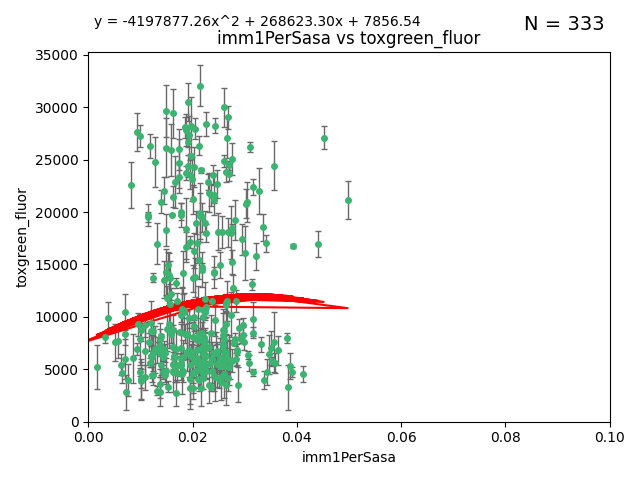 y = -4197877.26x^2 + 268623.30x + 7856.54
N = 333
imm1PerSasa vs toxgreen_fluor
35000
30000
25000
20000
15000
10000
5000
0
toxgreen_fluor
0.00
0.02
0.04
0.06
0.08
0.10
imm1PerSasa